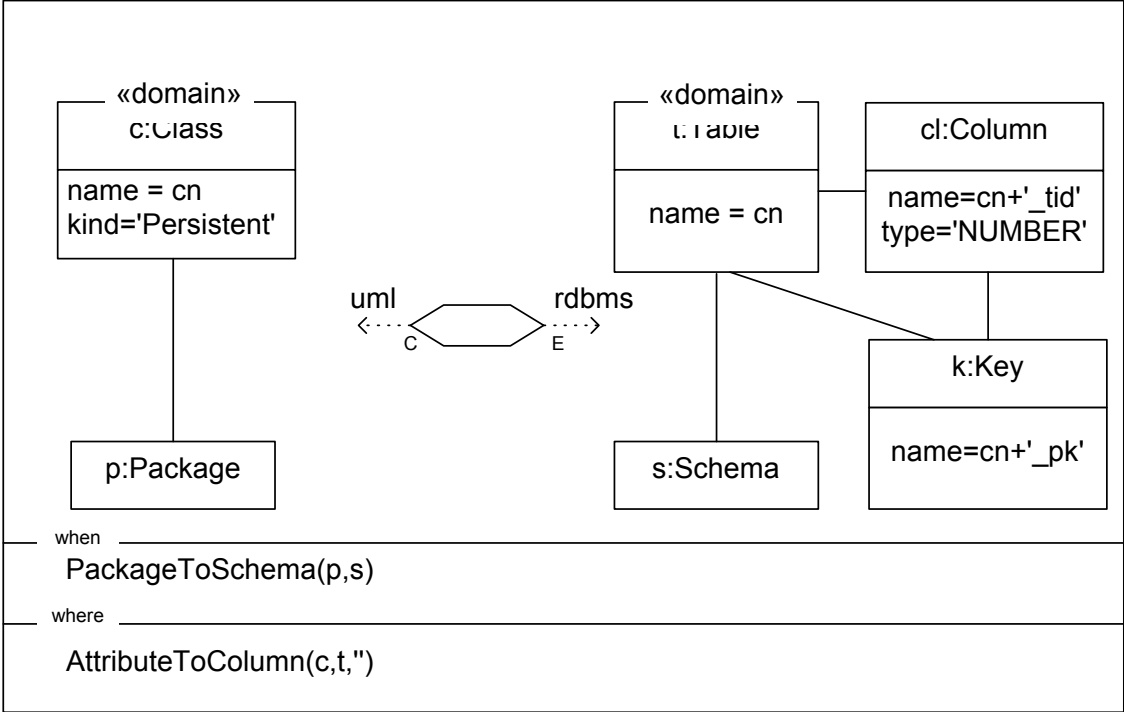 «domain»
c:Class
name = cn
kind='Persistent'
p:Package
uml
C
rdbms
E
«domain»
t:Table
name = cn
cl:Column
name=cn+'_tid'
type='NUMBER'
k:Key
name=cn+'_pk'
s:Schema
when
PackageToSchema(p,s)
where
AttributeToColumn(c,t,'')